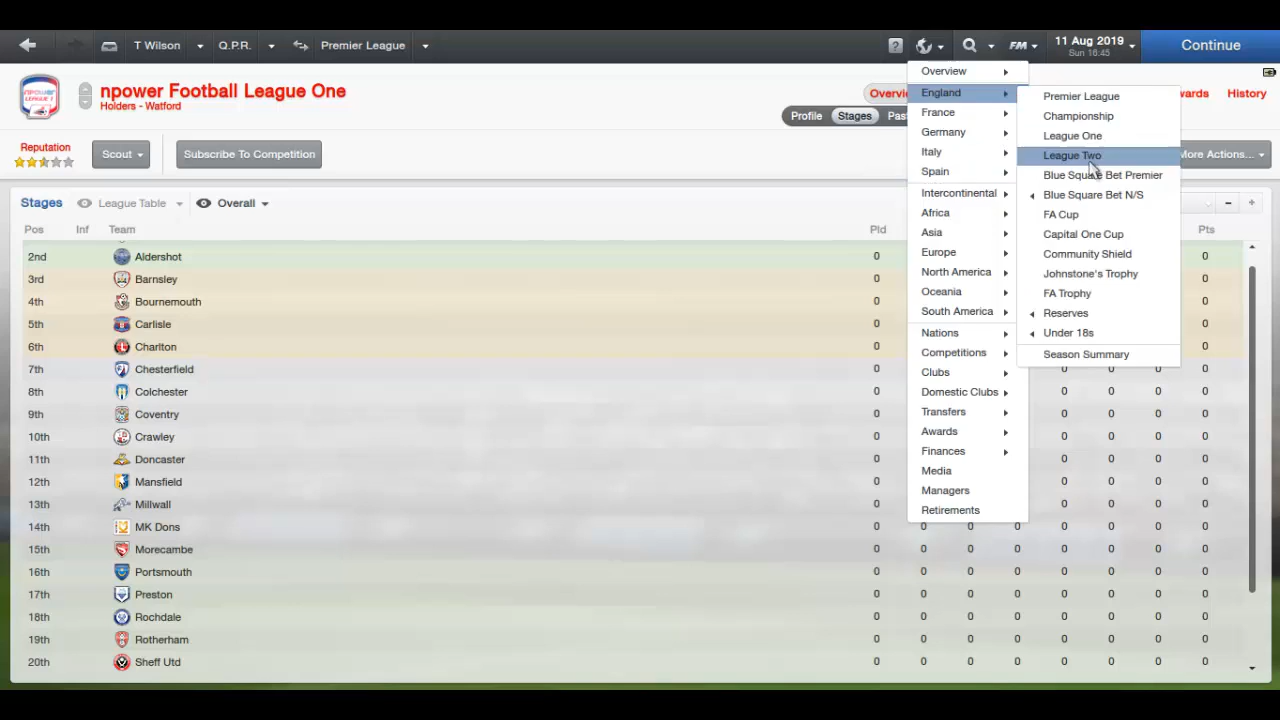 T Wilson Q.P.R. Premier League ? FM 11 Aug 2019 Continue
Sun 16:45
npower Football League One
Holders - Watford
Overvie wards History
Profile Stages Pas
Reputation
Scout Subscribe To Competition More Actions...
Stages League Table Overall − +
Pos Inf Team Pld Pts
2nd Aldershot 0 0
3rd Barnsley 0 0
4th Bournemouth 0 0
5th Carlisle 0 0
6th Charlton 0 0
7th Chesterfield 0 0 0 0 0
8th Colchester 0 0 0 0 0
9th Coventry 0 0 0 0 0
10th Crawley 0 0 0 0 0
11th Doncaster 0 0 0 0 0
12th Mansfield 0 0 0 0 0
13th Millwall 0 0 0 0 0
14th MK Dons 0 0 0 0 0 0 0 0
15th Morecambe 0 0 0 0 0 0 0 0
16th Portsmouth 0 0 0 0 0 0 0 0
17th Preston 0 0 0 0 0 0 0 0
18th Rochdale 0 0 0 0 0 0 0 0
19th Rotherham 0 0 0 0 0 0 0 0
20th Sheff Utd 0 0 0 0 0 0 0 0
Overview
England
France
Germany
Italy
Spain
Intercontinental
Africa
Asia
Europe
North America
Oceania
South America
Nations
Competitions
Clubs
Domestic Clubs
Transfers
Awards
Finances
Media
Managers
Retirements
Premier League
Championship
League One
League Two
Blue Square Bet Premier
Blue Square Bet N/S
FA Cup
Capital One Cup
Community Shield
Johnstone's Trophy
FA Trophy
Reserves
Under 18s
Season Summary